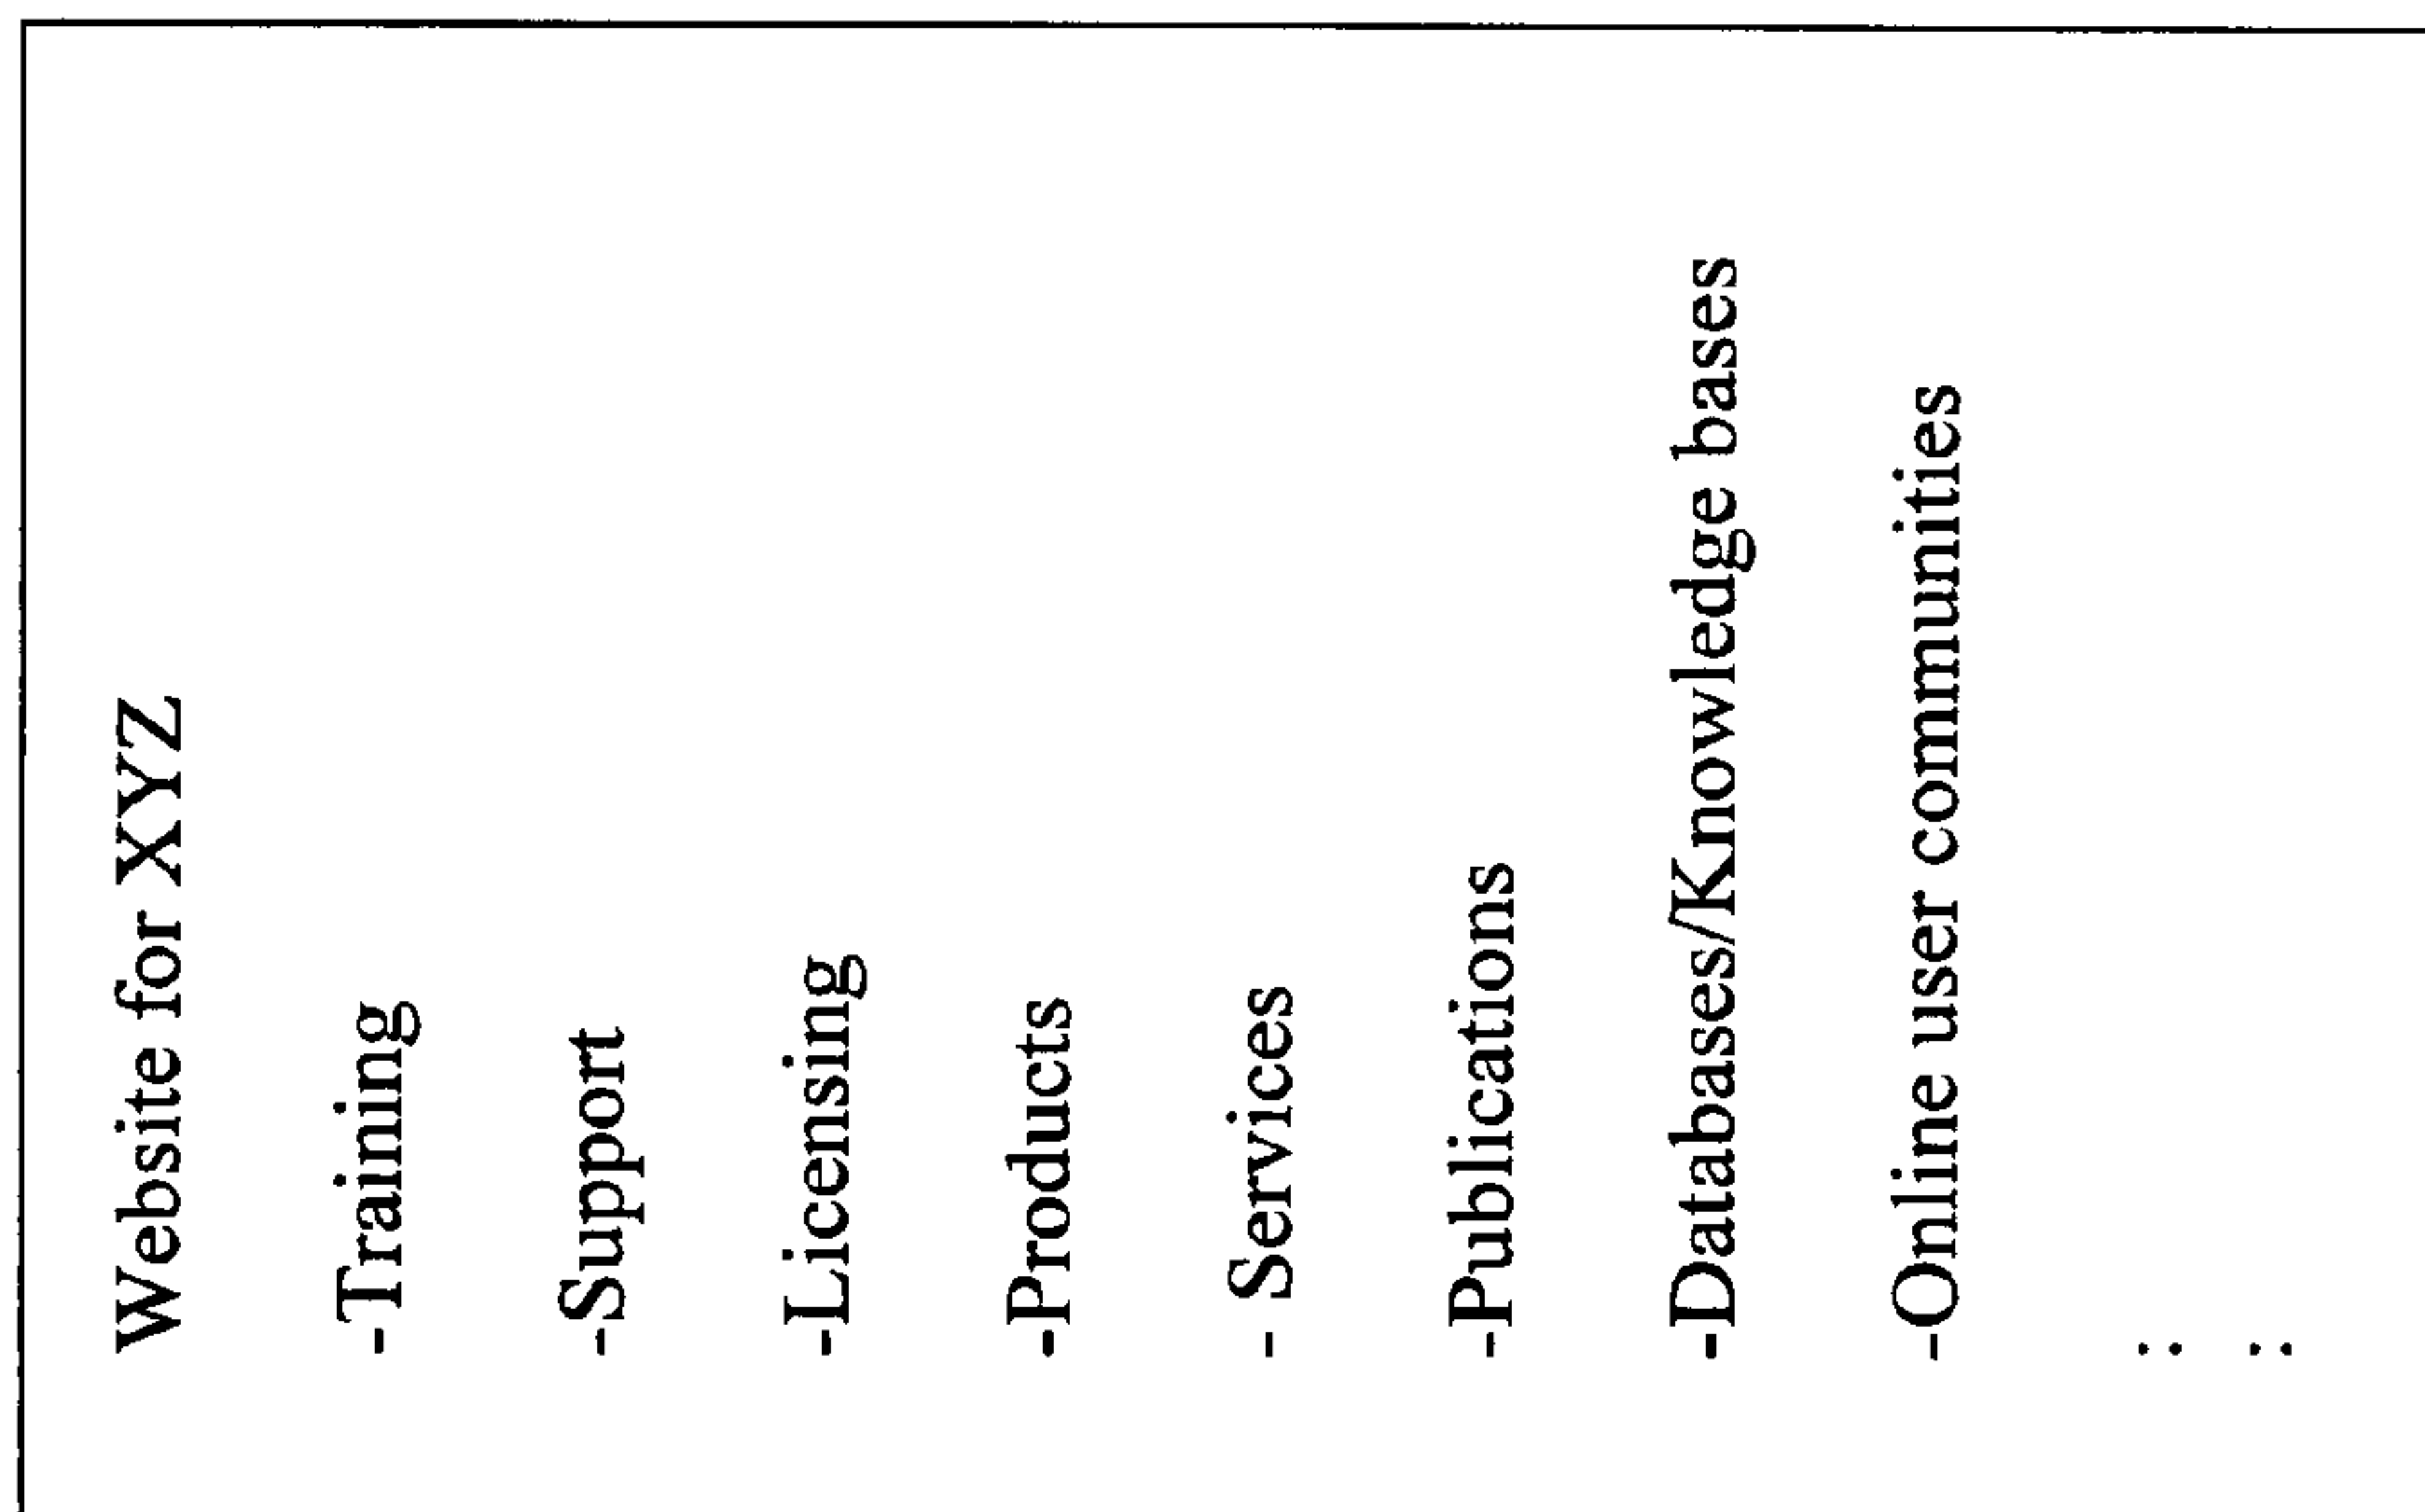 Website for XYZ
-Training
-Support
-Licensing
-Products
- Services
-Publications
-Databases/Knowledge bases
-Online user communities
:
: